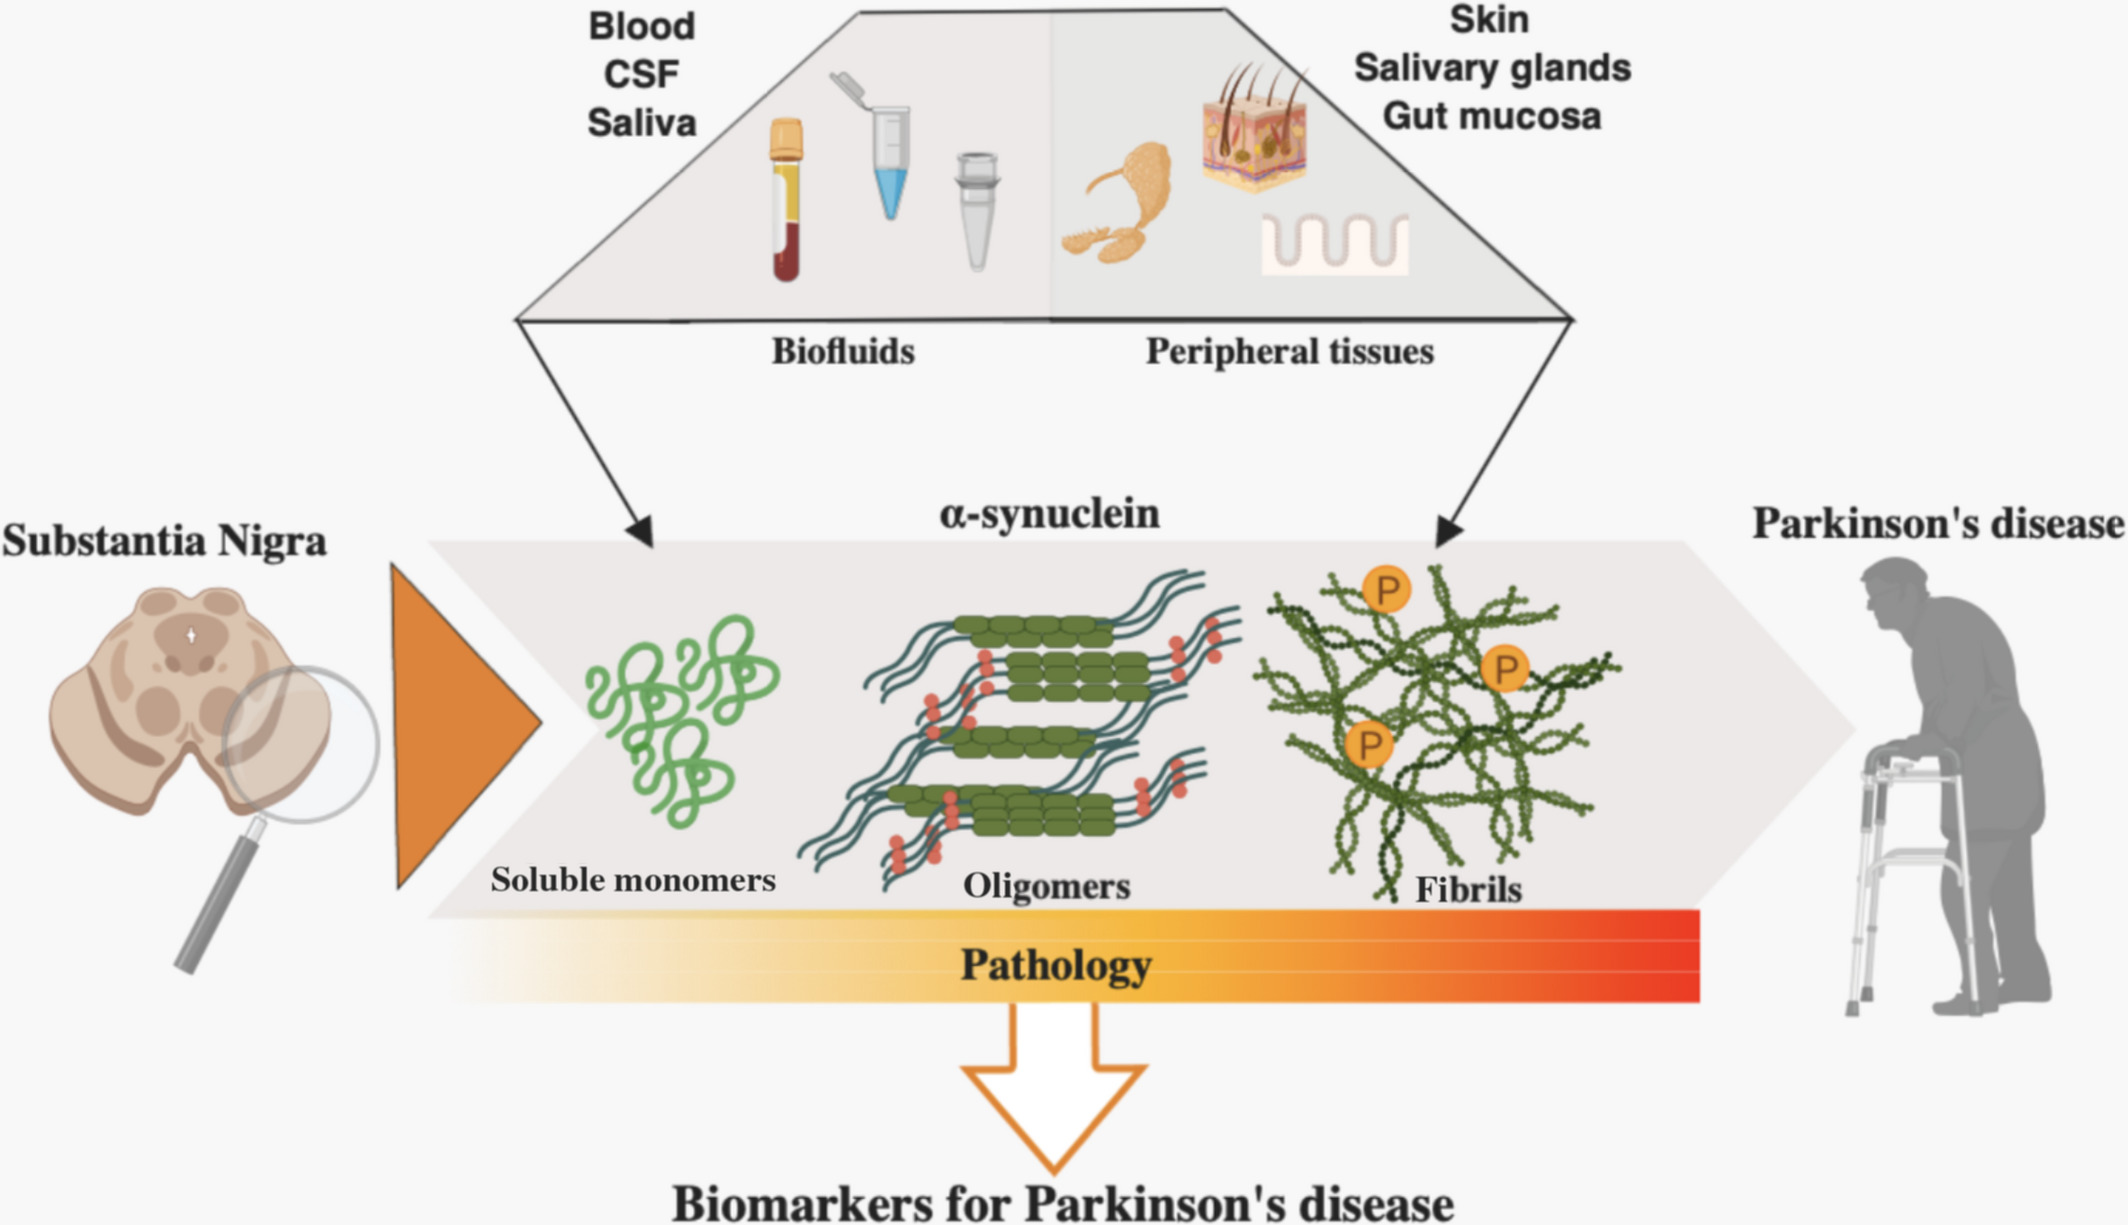 Blood
CSF
Saliva
Skin
Salivary glands
Gut mucosa
Biofluids
Peripheral tissues
Substantia Nigra
α-synuclein
Parkinson's disease
P
P
P
Soluble monomers
Oligomers
Fibrils
Pathology
Biomarkers for Parkinson's disease